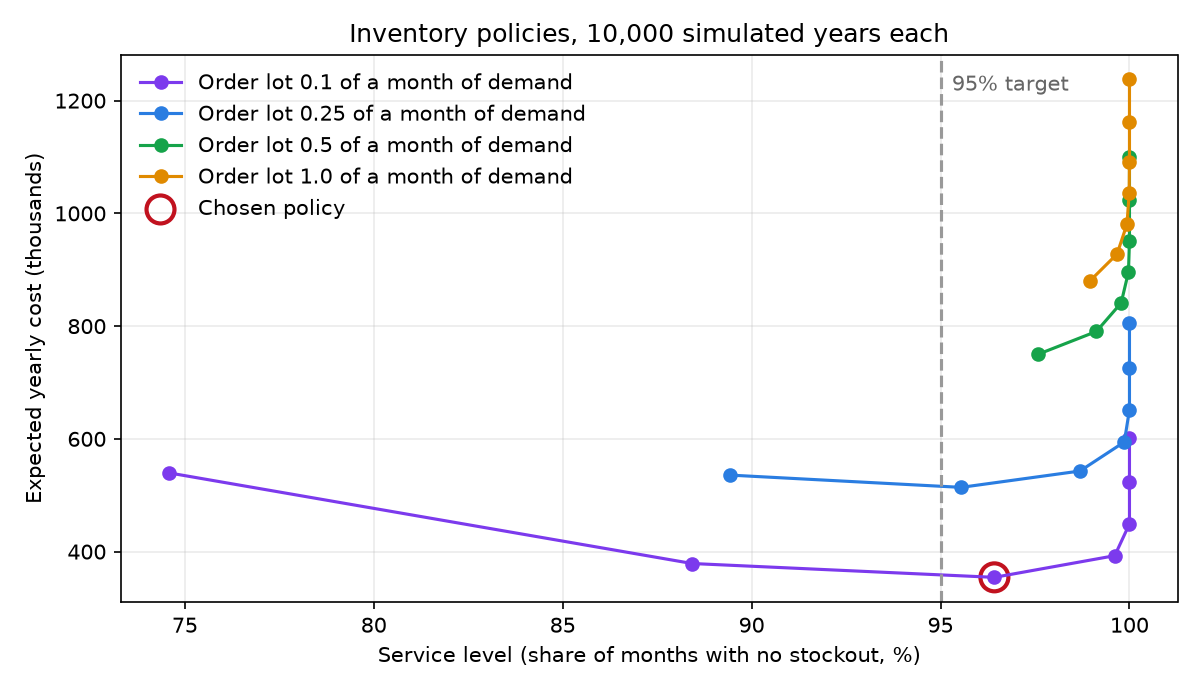 Inventory policies, 10,000 simulated years each
Order lot 0.1 of a month of demand
Order lot 0.25 of a month of demand
Order lot 0.5 of a month of demand
Order lot 1.0 of a month of demand
Chosen policy
95% target
Expected yearly cost (thousands)
1200
1000
800
600
400
75
80
85
90
95
100
Service level (share of months with no stockout, %)